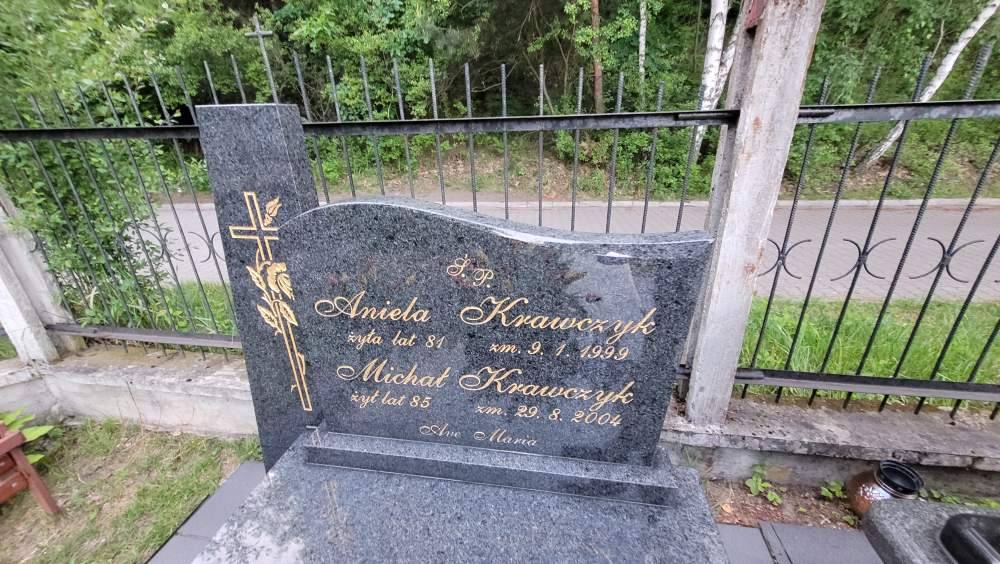 Ś. P.
Aniela Krawczyk
żyła lat 81 zm. 9. 1. 1999
Michał Krawczyk
żył lat 85 zm. 29. 8. 2004
Ave Maria